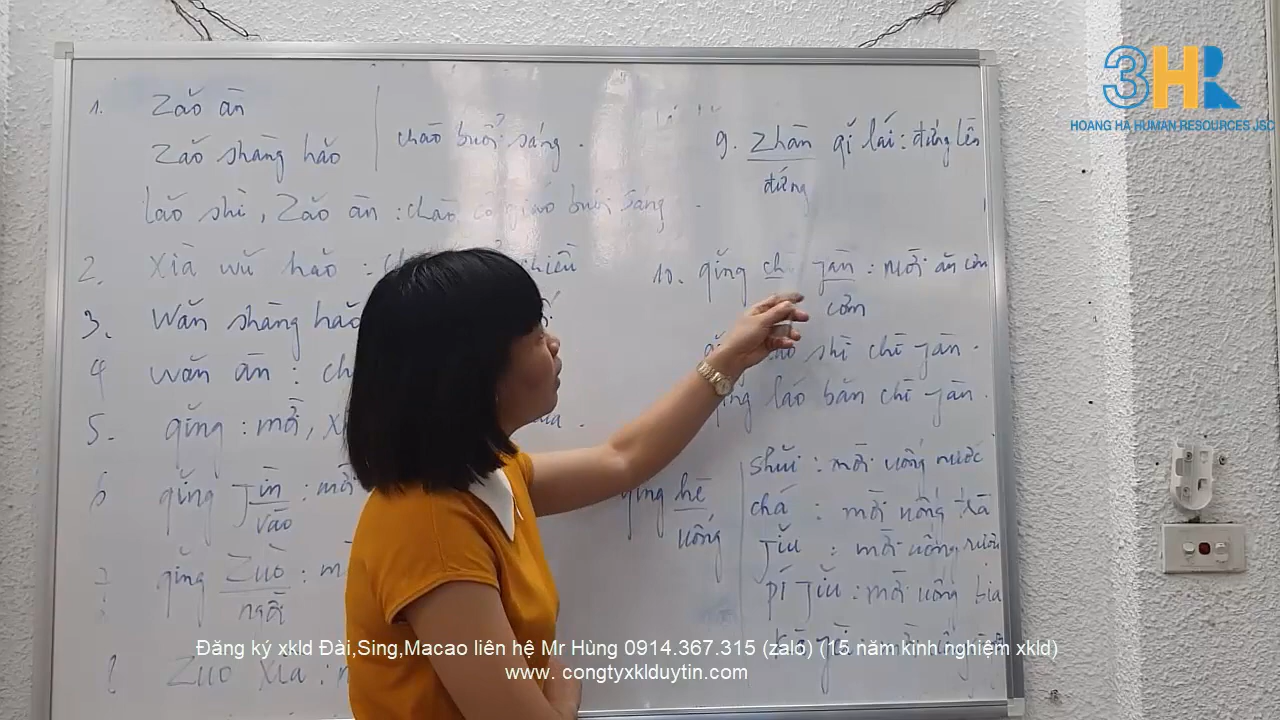 1. Zǎo ān
Zǎo shàng hǎo
chào buổi sáng.
lǎo shī, Zǎo ān : chào cô giáo buổi sáng
2. Xià wǔ hǎo :
3. Wǎn shàng hǎo
4 Wǎn ān :
5. qǐng : mời,
6 qǐng jìn :
vào
qǐng Zuò :
ngồi
Zuò Xià :
9. Zhàn qǐ lái : đứng lên
đứng
10. qǐng chī fàn : mời ăn cơm
cơm
shī chī fàn.
lǎo bǎn chī fàn.
qǐng hē
uống
shuǐ : mời uống nước
chá : mời uống trà
jiǔ : mời uống rượu
pí jiǔ : mời uống bia
3HR
HOANG HA HUMAN RESOURCES JSC
Đăng ký xkld Đài,Sing,Macao liên hệ Mr Hùng 0914.367.315 (zalo) (15 năm kinh nghiệm xkld)
www. congtyxklduytin.com